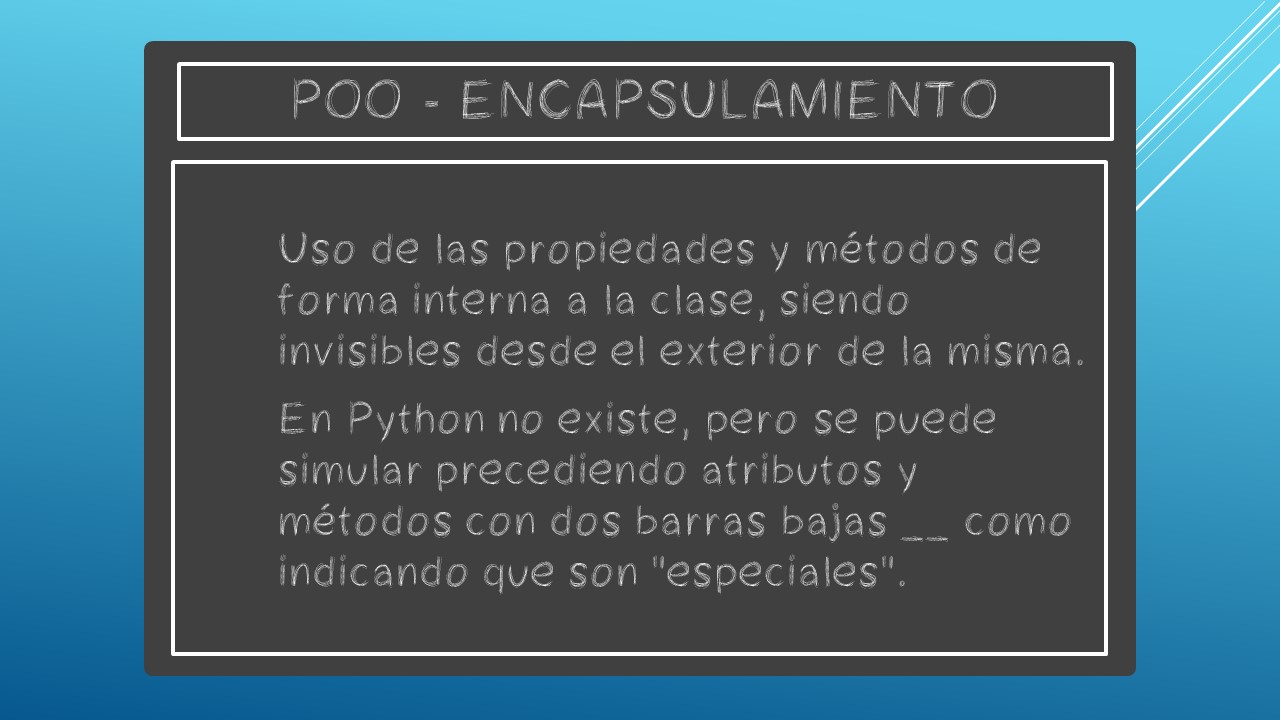 POO - ENCAPSULAMIENTO
Uso de las propiedades y métodos de
forma interna a la clase, siendo
invisibles desde el exterior de la misma.
En Python no existe, pero se puede
simular precediendo atributos y
métodos con dos barras bajas __ como
indicando que son "especiales".